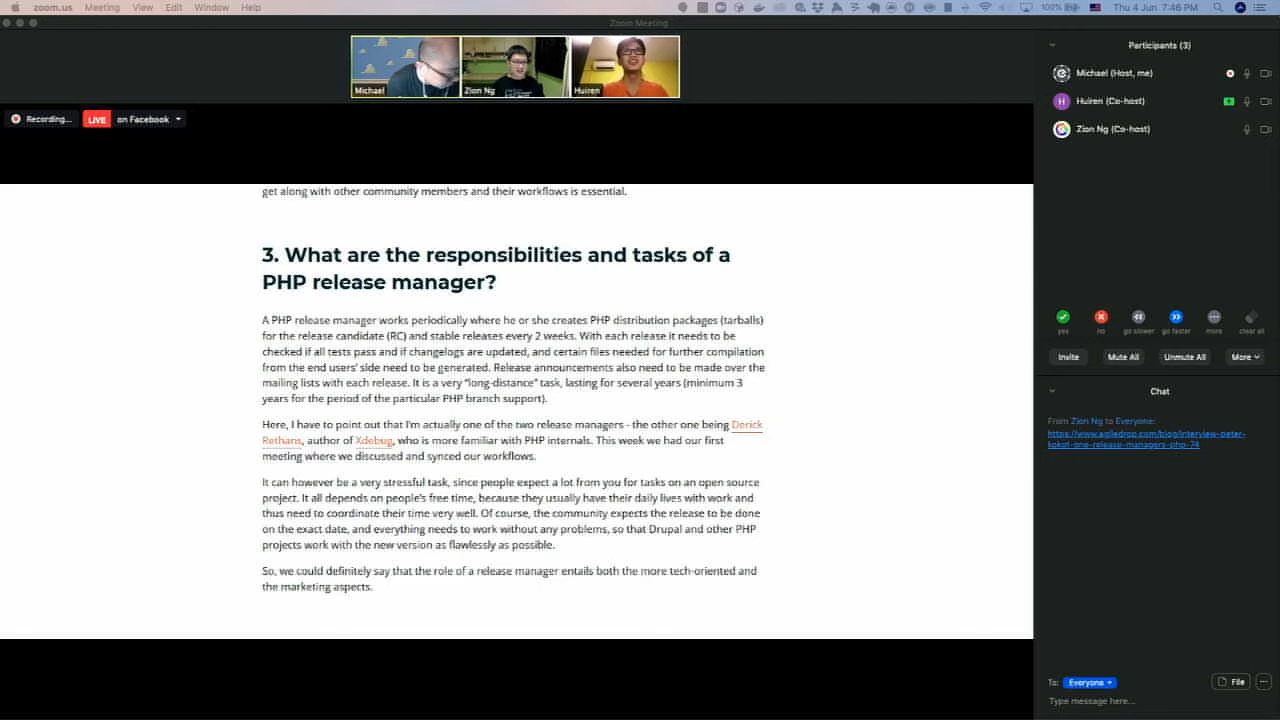 zoom.us Meeting View Edit Window Help
100% Thu 4 Jun 7:46 PM
Zoom Meeting
Michael
Zion Ng
Huiren
Recording...
LIVE on Facebook
get along with other community members and their workflows is essential.
3. What are the responsibilities and tasks of a
PHP release manager?
A PHP release manager works periodically where he or she creates PHP distribution packages (tarballs)
for the release candidate (RC) and stable releases every 2 weeks. With each release it needs to be
checked if all tests pass and if changelogs are updated, and certain files needed for further compilation
from the end users' side need to be generated. Release announcements also need to be made over the
mailing lists with each release. It is a very "long-distance" task, lasting for several years (minimum 3
years for the period of the particular PHP branch support).
Here, I have to point out that I'm actually one of the two release managers - the other one being Derick
Rethans, author of Xdebug, who is more familiar with PHP internals. This week we had our first
meeting where we discussed and synced our workflows.
It can however be a very stressful task, since people expect a lot from you for tasks on an open source
project. It all depends on people's free time, because they usually have their daily lives with work and
thus need to coordinate their time very well. Of course, the community expects the release to be done
on the exact date, and everything needs to work without any problems, so that Drupal and other PHP
projects work with the new version as flawlessly as possible.
So, we could definitely say that the role of a release manager entails both the more tech-oriented and
the marketing aspects.
Participants (3)
Michael (Host, me)
H Huiren (Co-host)
Zion Ng (Co-host)
yes no go slower go faster more clear all
Invite Mute All Unmute All More
Chat
From Zion Ng to Everyone:
https://www.agiledrop.com/blog/interview-peter-
kokot-one-release-managers-php-74
To: Everyone File
Type message here...